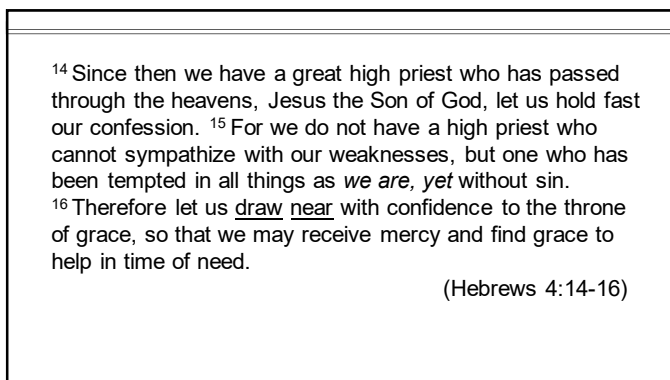 14 Since then we have a great high priest who has passed
through the heavens, Jesus the Son of God, let us hold fast
our confession. 15 For we do not have a high priest who
cannot sympathize with our weaknesses, but one who has
been tempted in all things as we are, yet without sin.
16 Therefore let us draw near with confidence to the throne
of grace, so that we may receive mercy and find grace to
help in time of need.
(Hebrews 4:14-16)